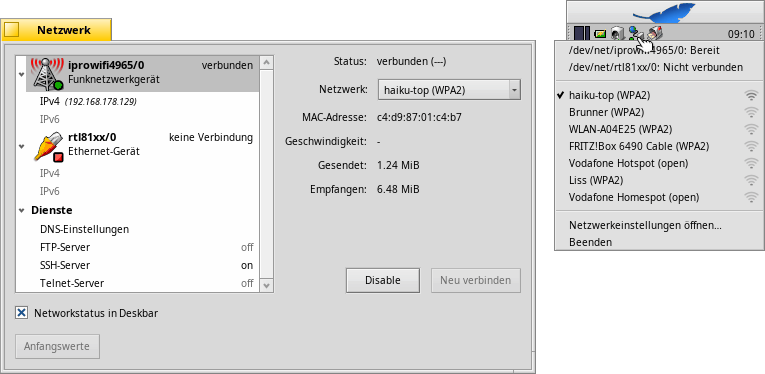 Netzwerk
iprowifi4965/0 verbunden
Funknetzwerkgerät
IPv4 (192.168.178.129)
IPv6
rtl81xx/0 keine Verbindung
Ethernet-Gerät
IPv4
IPv6
Dienste
DNS-Einstellungen
FTP-Server off
SSH-Server on
Telnet-Server off
Status: verbunden (---)
Netzwerk: haiku-top (WPA2)
MAC-Adresse: c4:d9:87:01:c4:b7
Geschwindigkeit: -
Gesendet: 1.24 MiB
Empfangen: 6.48 MiB
Disable Neu verbinden
Networkstatus in Deskbar
Anfangswerte
09:10
/dev/net/iprowifi4965/0: Bereit
/dev/net/rtl81xx/0: Nicht verbunden
haiku-top (WPA2)
Brunner (WPA2)
WLAN-A04E25 (WPA2)
FRITZ!Box 6490 Cable (WPA2)
Vodafone Hotspot (open)
Liss (WPA2)
Vodafone Homespot (open)
Netzwerkeinstellungen öffnen...
Beenden